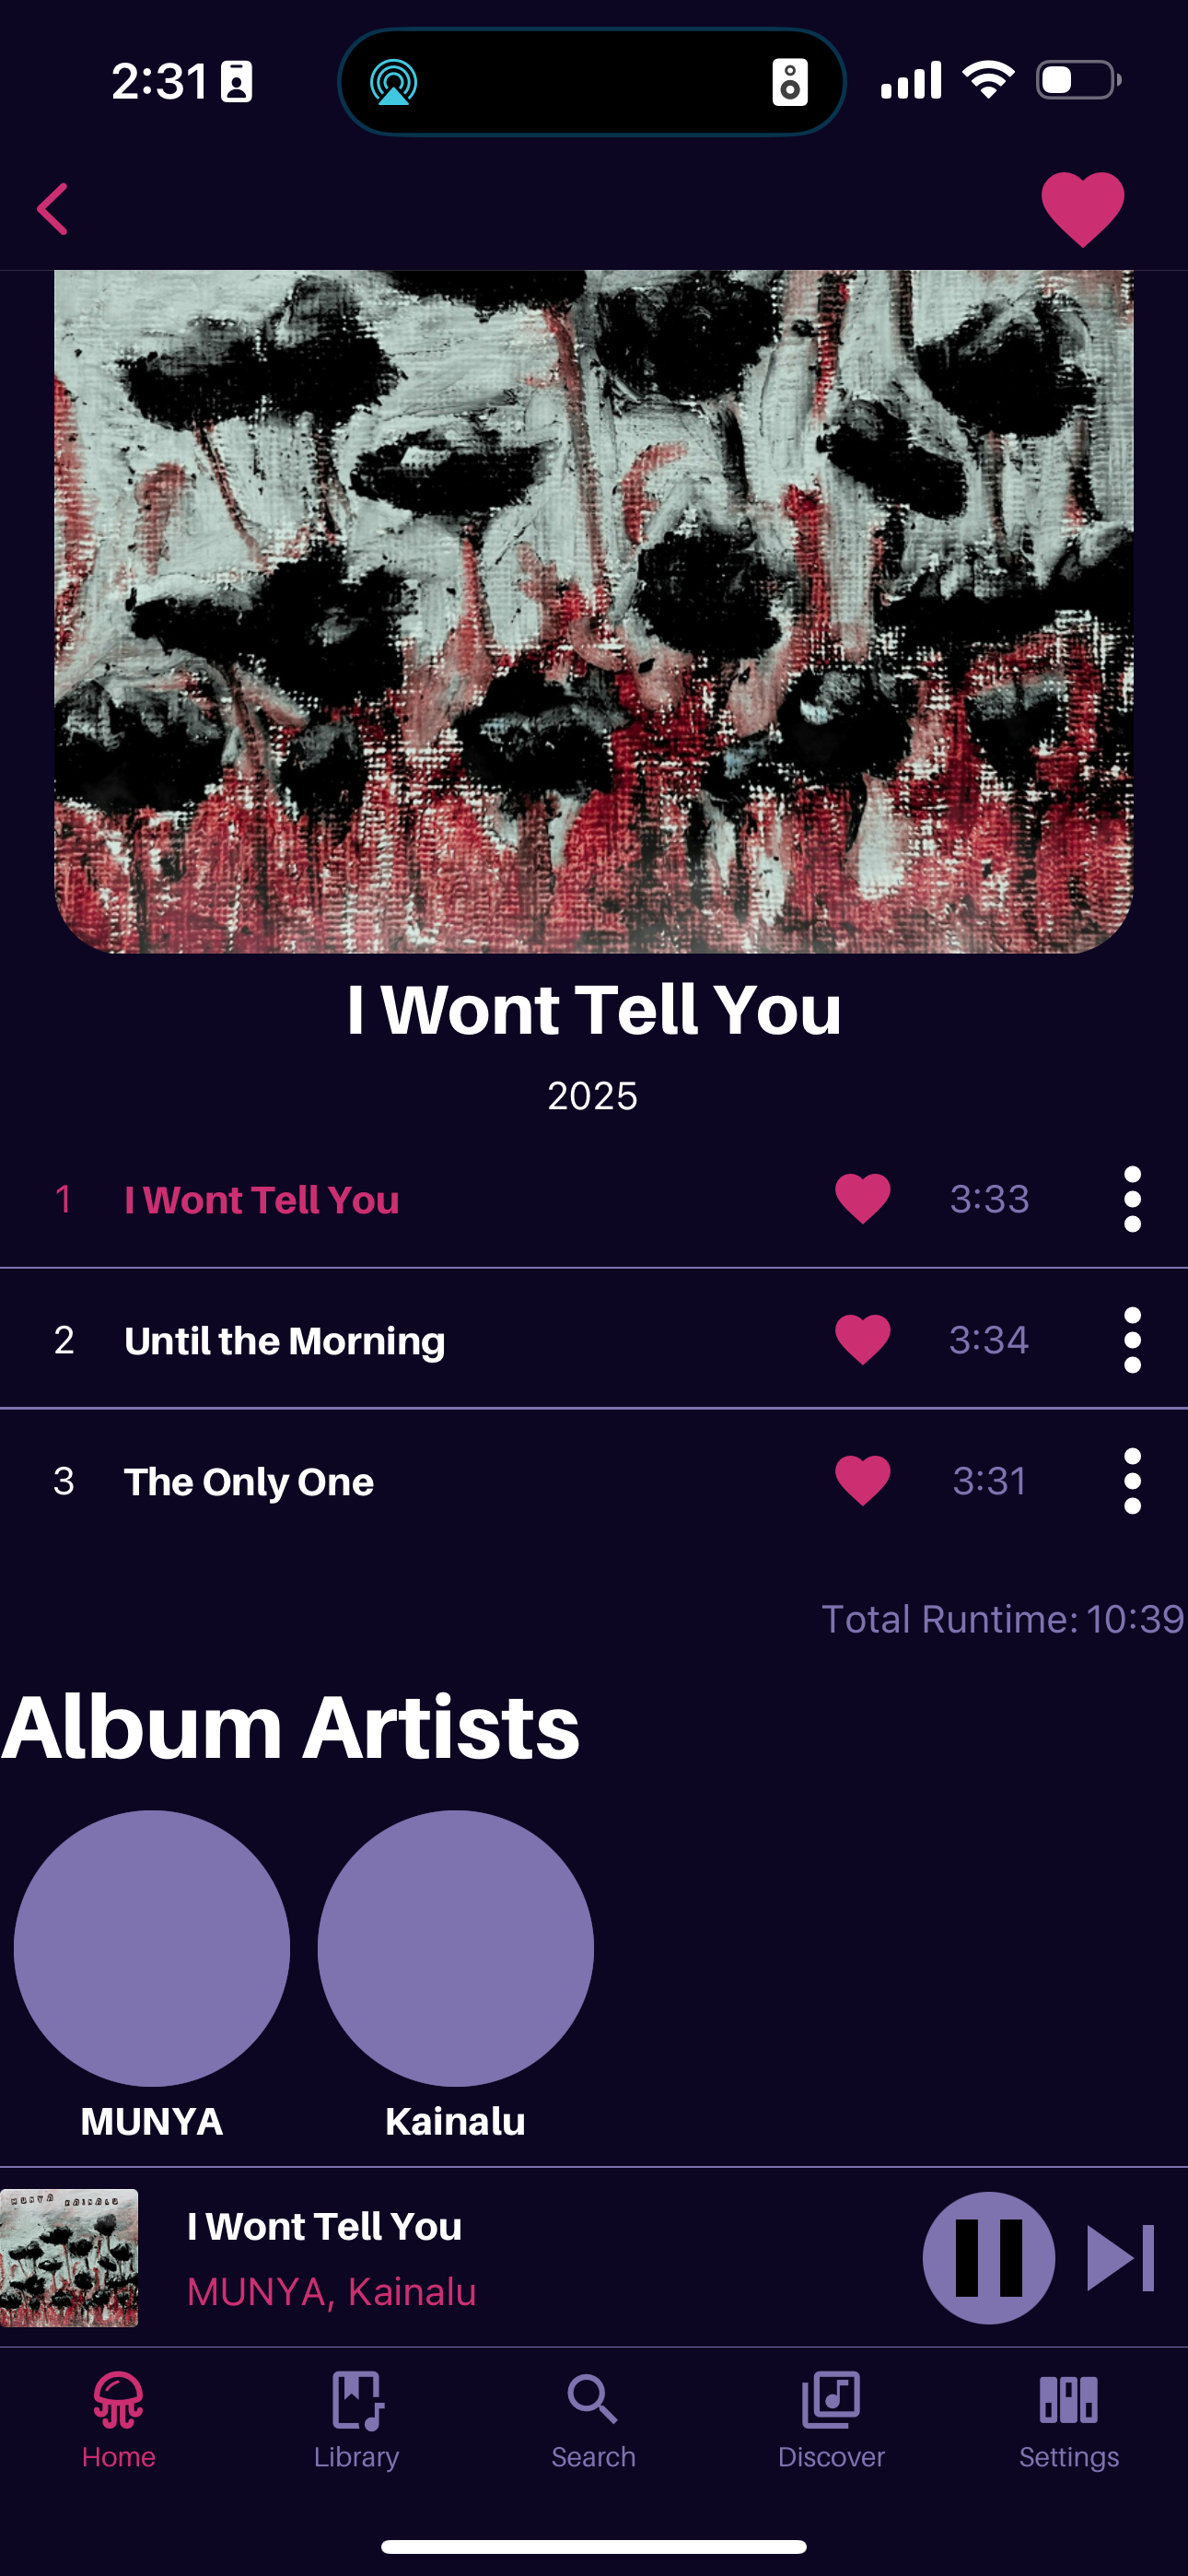 2:31
I Wont Tell You
2025
1 I Wont Tell You 3:33
2 Until the Morning 3:34
3 The Only One 3:31
Total Runtime: 10:39
Album Artists
MUNYA Kainalu
MUNYA KAINALU
I Wont Tell You
MUNYA, Kainalu
Home Library Search Discover Settings